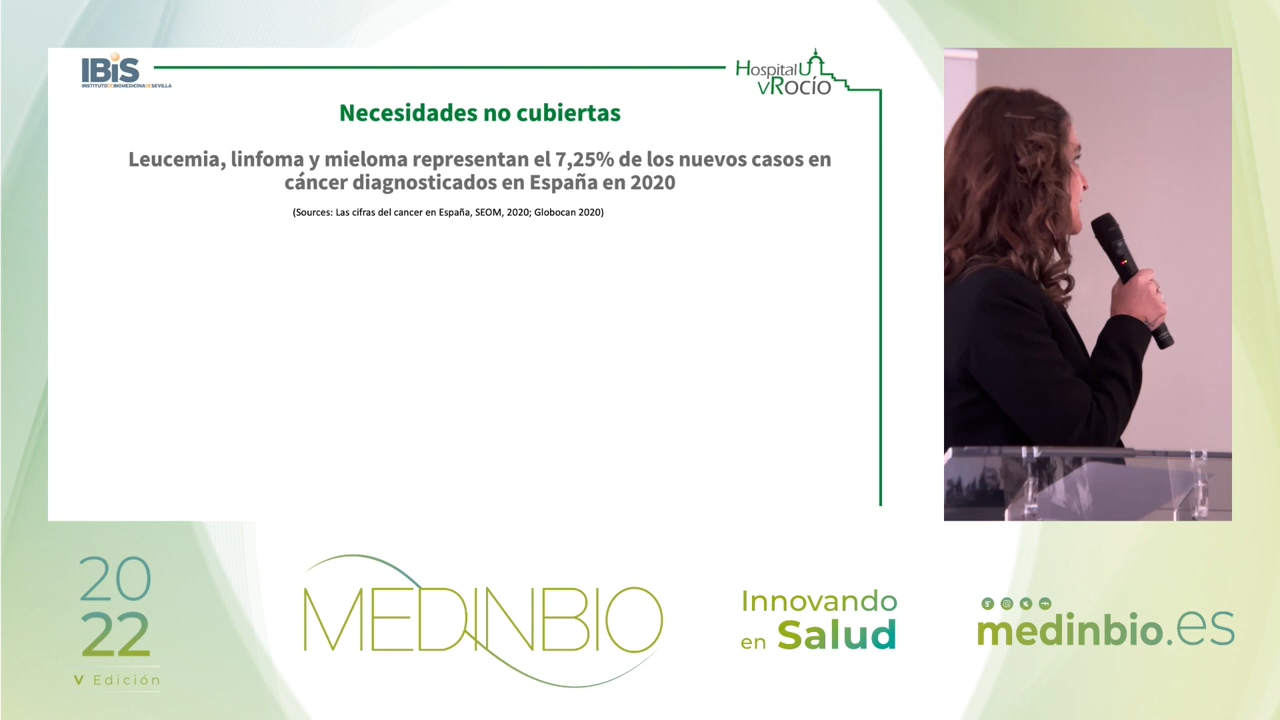 IBiS
INSTITUTO DE BIOMEDICINA DE SEVILLA
Hospital U
vRocío
Necesidades no cubiertas
Leucemia, linfoma y mieloma representan el 7,25% de los nuevos casos en
cáncer diagnosticados en España en 2020
(Sources: Las cifras del cancer en España, SEOM, 2020; Globocan 2020)
20
22
V Edición
MEDINBIO
Innovando
en Salud
medinbio.es